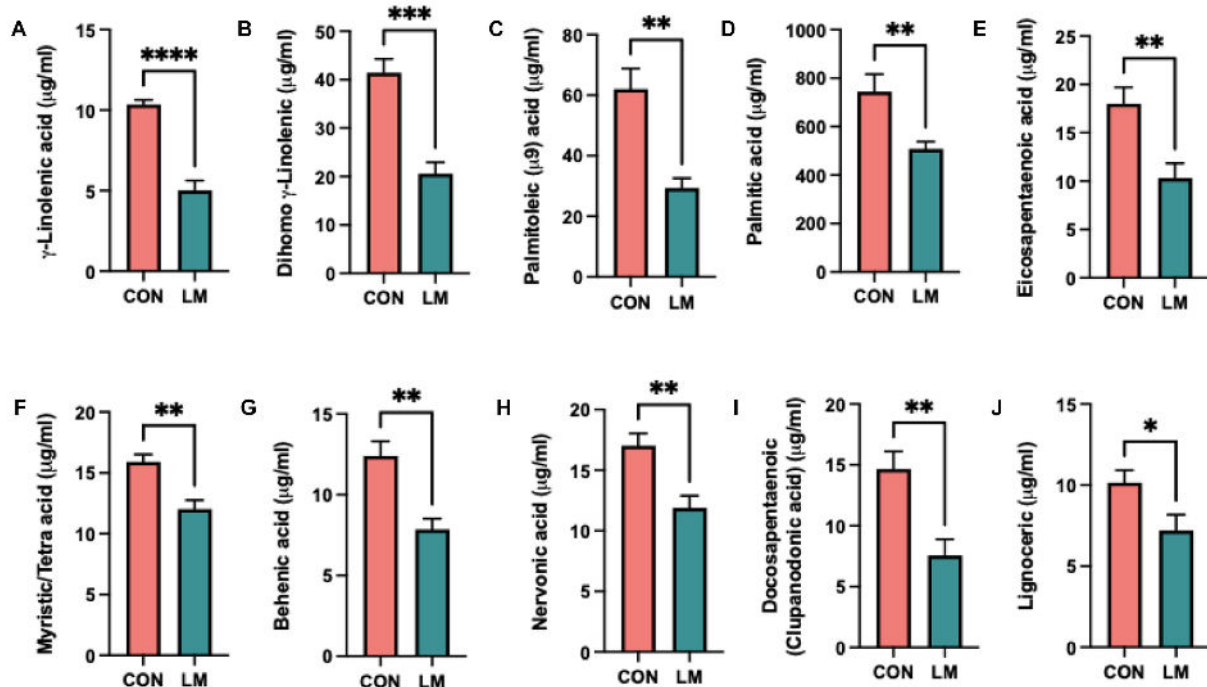 A
γ-Linolenic acid (μg/ml)
15
10
5
0
****
CON LM
B
Dihomo γ-Linolenic (μg/ml)
50
40
30
20
10
0
***
CON LM
C
Palmitoleic (μ9) acid (μg/ml)
80
60
40
20
0
**
CON LM
D
Palmitic acid (μg/ml)
1000
800
600
400
200
0
**
CON LM
E
Eicosapentaenoic acid (μg/ml)
25
20
15
10
5
0
**
CON LM
F
Myristic/Tetra acid (μg/ml)
20
15
10
5
0
**
CON LM
G
Behenic acid (μg/ml)
15
10
5
0
**
CON LM
H
Nervonic acid (μg/ml)
20
15
10
5
0
**
CON LM
I
Docosapentaenoic
(Clupanodonic acid) (μg/ml)
20
15
10
5
0
**
CON LM
J
Lignoceric (μg/ml)
15
10
5
0
*
CON LM